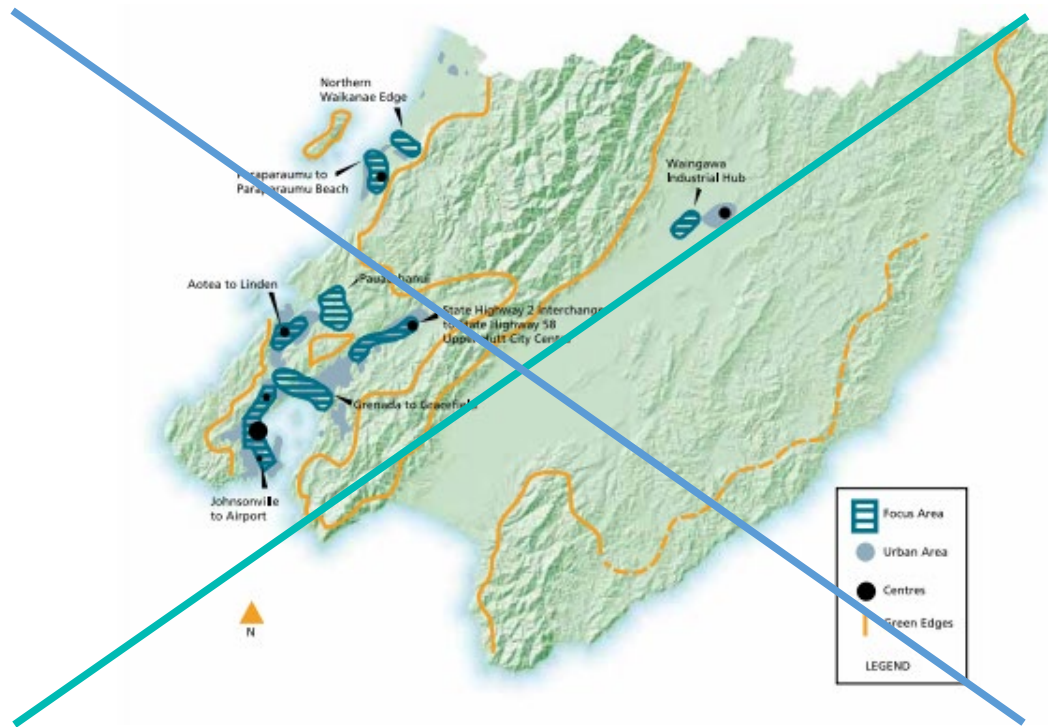 Northern
Waikanae Edge
Paraparaumu to
Paraparaumu Beach
Waingawa
Industrial Hub
Aotea to Linden
Pauatahanui
State Highway 2 Interchange
to State Highway 58
Upper Hutt City Centre
Grenada to Gracefield
Johnsonville
to Airport
N
Focus Area
Urban Area
Centres
Green Edges
LEGEND